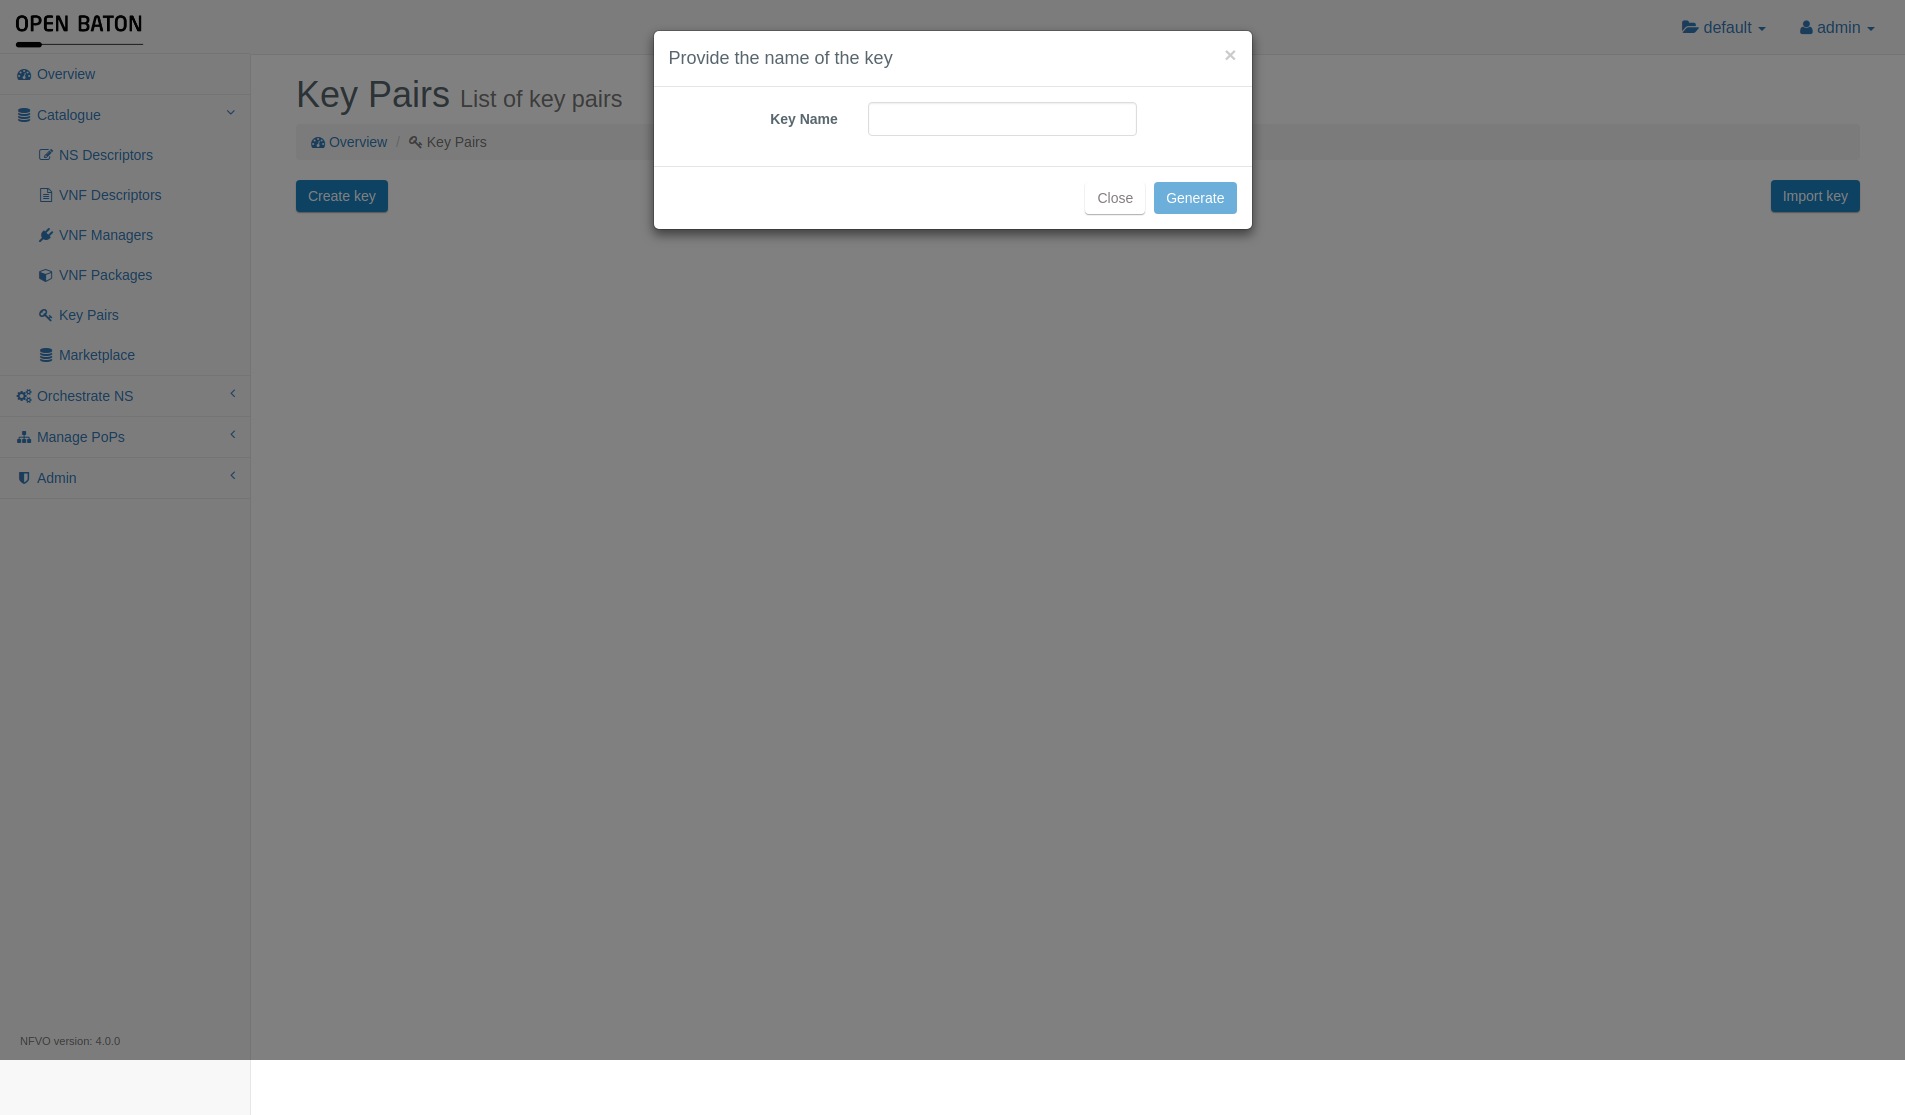 OPEN BATON
default
admin
Provide the name of the key
×
Key Name
Close
Generate
Overview
Catalogue
NS Descriptors
VNF Descriptors
VNF Managers
VNF Packages
Key Pairs
Marketplace
Orchestrate NS
Manage PoPs
Admin
NFVO version: 4.0.0
Key Pairs List of key pairs
Overview / Key Pairs
Create key
Import key